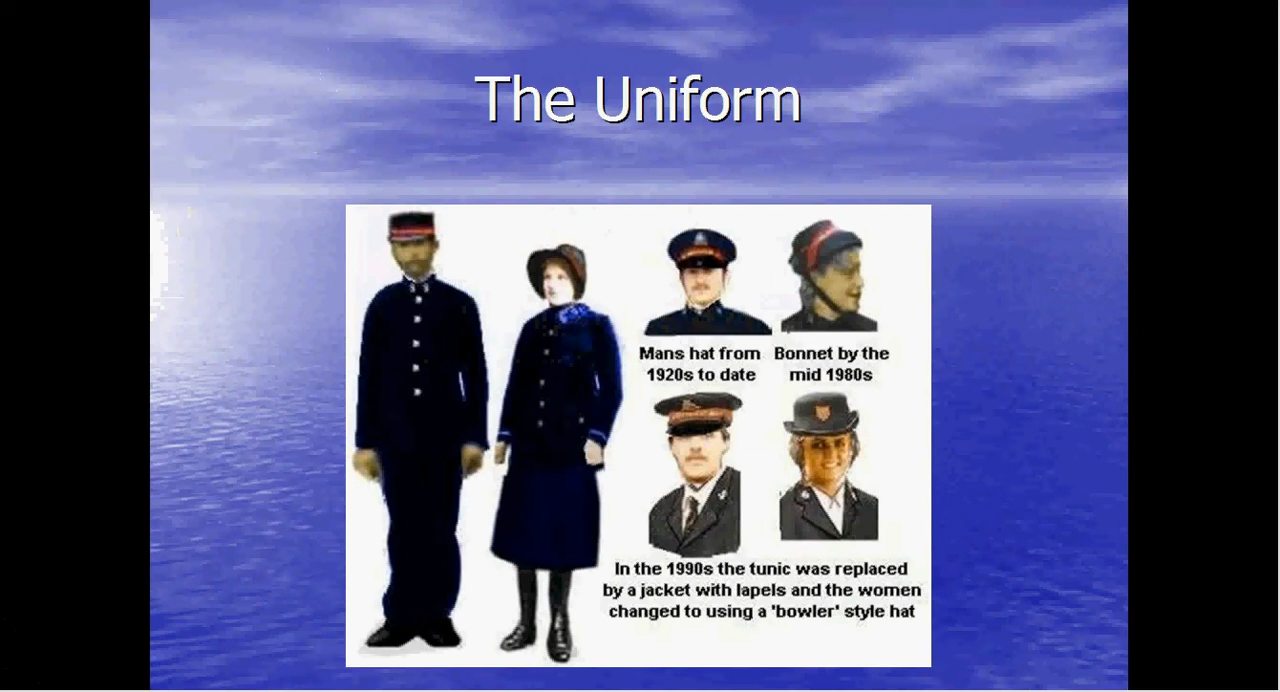 The Uniform
Mans hat from
1920s to date
Bonnet by the
mid 1980s
In the 1990s the tunic was replaced
by a jacket with lapels and the women
changed to using a 'bowler' style hat